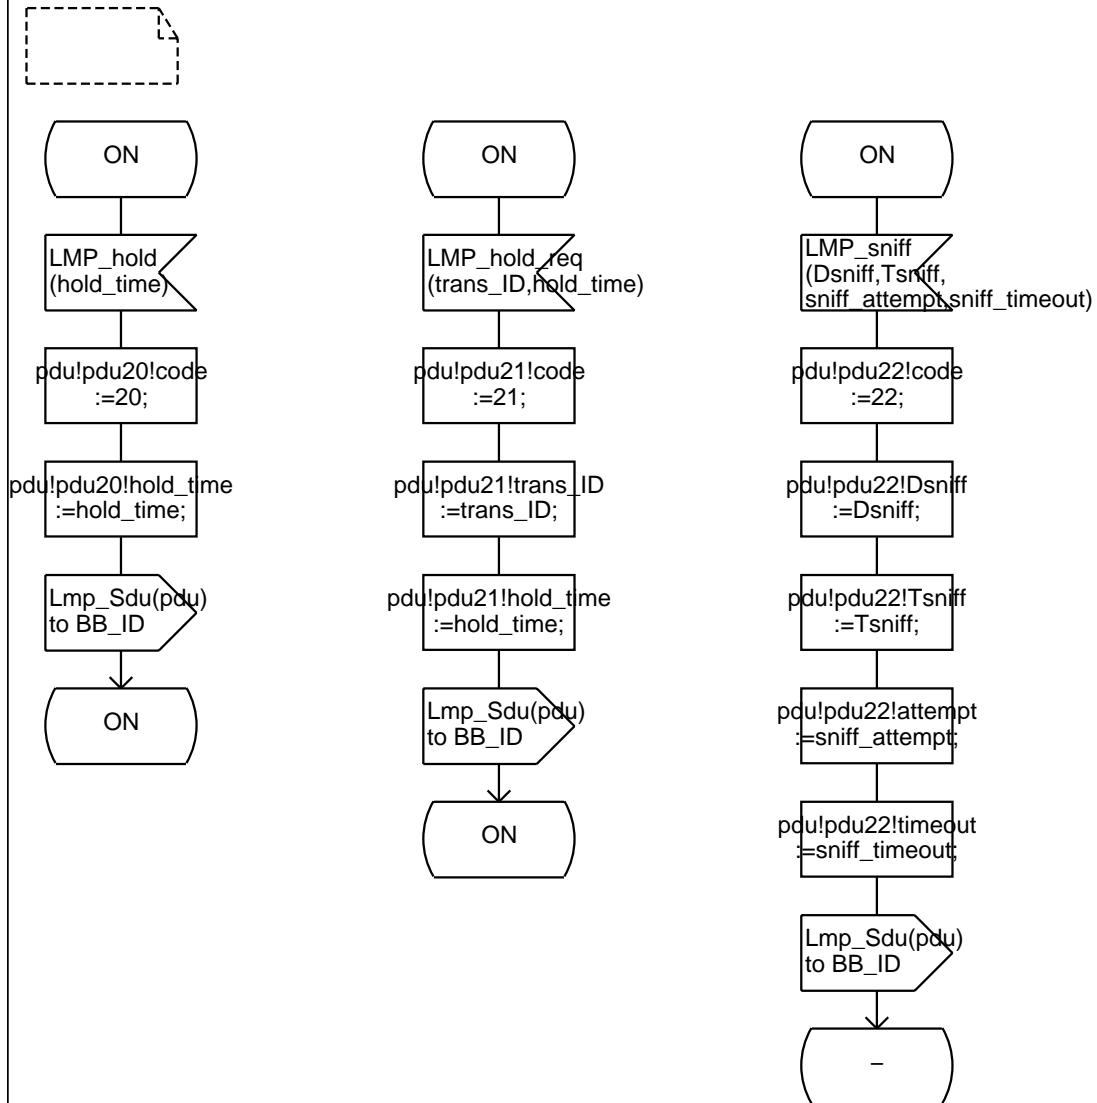 ON
LMP_hold
(hold_time)
pdu!pdu20!code
:=20;
pdu!pdu20!hold_time
:=hold_time;
Lmp_Sdu(pdu)
to BB_ID
ON
ON
LMP_hold_req
(trans_ID,hold_time)
pdu!pdu21!code
:=21;
pdu!pdu21!trans_ID
:=trans_ID;
pdu!pdu21!hold_time
:=hold_time;
Lmp_Sdu(pdu)
to BB_ID
ON
ON
LMP_sniff
(Dsniff,Tsniff,
sniff_attempt,sniff_timeout)
pdu!pdu22!code
:=22;
pdu!pdu22!Dsniff
:=Dsniff;
pdu!pdu22!Tsniff
:=Tsniff;
pdu!pdu22!attempt
:=sniff_attempt;
pdu!pdu22!timeout
:=sniff_timeout;
Lmp_Sdu(pdu)
to BB_ID
–